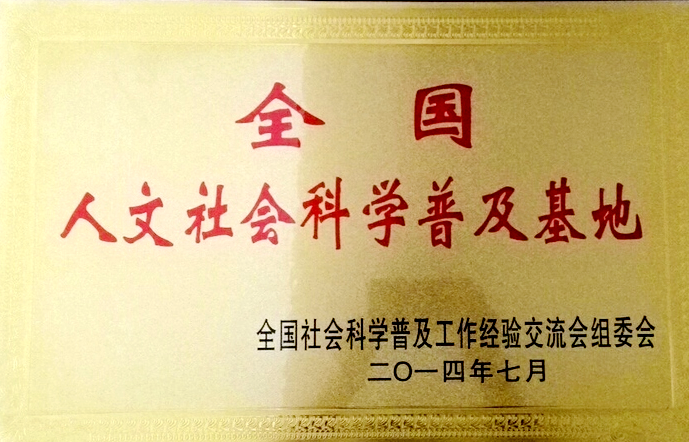 全国
人文社会科学普及基地
全国社会科学普及工作经验交流会组委会
二〇一四年七月